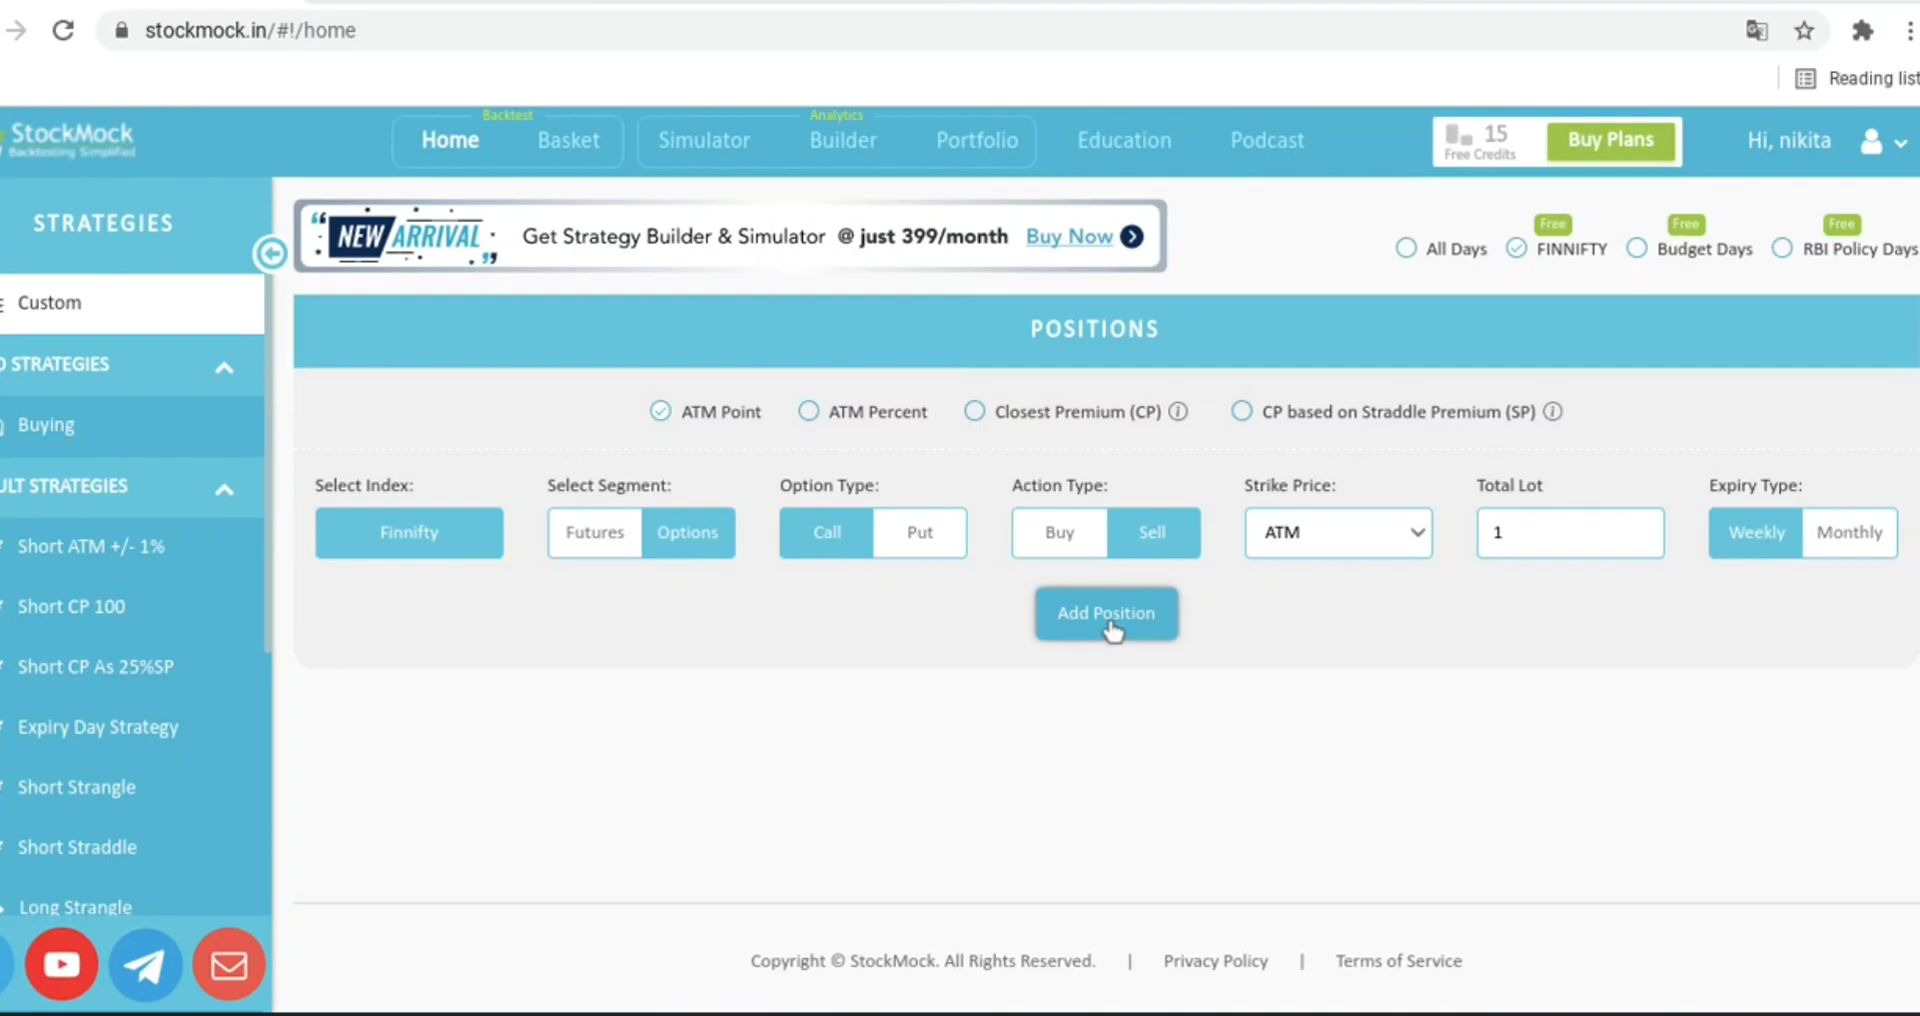 stockmock.in/#!/home
Reading list
StockMock
Backtesting Simplified
Backtest
Home
Basket
Analytics
Simulator
Builder
Portfolio
Education
Podcast
15
Free Credits
Buy Plans
Hi, nikita
STRATEGIES
Custom
STRATEGIES
Buying
ULT STRATEGIES
Short ATM +/- 1%
Short CP 100
Short CP As 25%SP
Expiry Day Strategy
Short Strangle
Short Straddle
Long Strangle
“ NEW ARRIVAL ”
Get Strategy Builder & Simulator @ just 399/month Buy Now
All Days
Free
FINNIFTY
Free
Budget Days
Free
RBI Policy Days
POSITIONS
ATM Point
ATM Percent
Closest Premium (CP)
CP based on Straddle Premium (SP)
Select Index:
Finnifty
Select Segment:
Futures
Options
Option Type:
Call
Put
Action Type:
Buy
Sell
Strike Price:
ATM
Total Lot
1
Expiry Type:
Weekly
Monthly
Add Position
Copyright © StockMock. All Rights Reserved. | Privacy Policy | Terms of Service